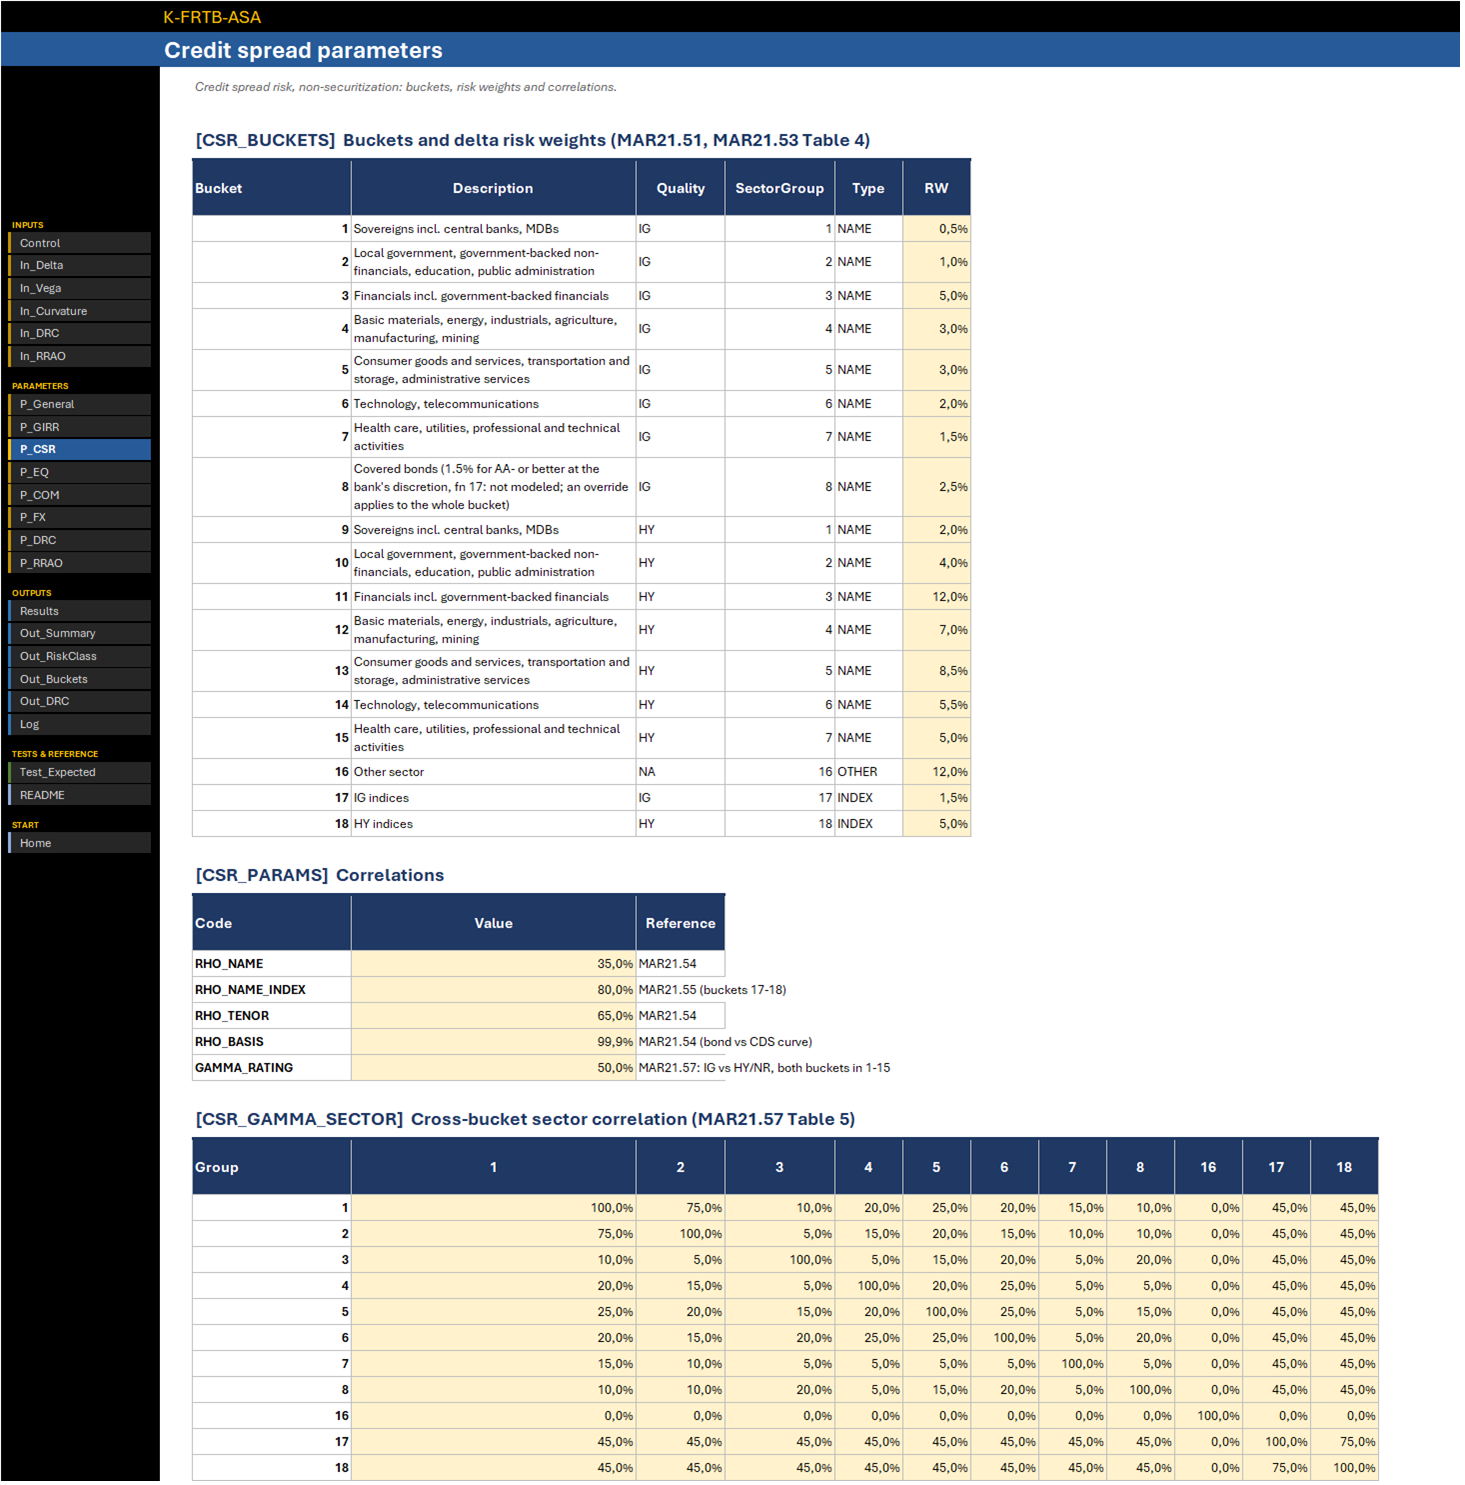 K-FRTB-ASA
Credit spread parameters
Credit spread risk, non-securitization: buckets, risk weights and correlations.
INPUTS
Control
In_Delta
In_Vega
In_Curvature
In_DRC
In_RRAO
PARAMETERS
P_General
P_GIRR
P_CSR
P_EQ
P_COM
P_FX
P_DRC
P_RRAO
OUTPUTS
Results
Out_Summary
Out_RiskClass
Out_Buckets
Out_DRC
Log
TESTS & REFERENCE
Test_Expected
README
START
Home
[CSR_BUCKETS] Buckets and delta risk weights (MAR21.51, MAR21.53 Table 4)
Bucket Description Quality SectorGroup Type RW
1 Sovereigns incl. central banks, MDBs IG 1 NAME 0,5%
2 Local government, government-backed non-
financials, education, public administration IG 2 NAME 1,0%
3 Financials incl. government-backed financials IG 3 NAME 5,0%
4 Basic materials, energy, industrials, agriculture,
manufacturing, mining IG 4 NAME 3,0%
5 Consumer goods and services, transportation and
storage, administrative services IG 5 NAME 3,0%
6 Technology, telecommunications IG 6 NAME 2,0%
7 Health care, utilities, professional and technical
activities IG 7 NAME 1,5%
Covered bonds (1.5% for AA- or better at the
8 bank's discretion, fn 17: not modeled; an override IG 8 NAME 2,5%
applies to the whole bucket)
9 Sovereigns incl. central banks, MDBs HY 1 NAME 2,0%
10 Local government, government-backed non-
financials, education, public administration HY 2 NAME 4,0%
11 Financials incl. government-backed financials HY 3 NAME 12,0%
12 Basic materials, energy, industrials, agriculture,
manufacturing, mining HY 4 NAME 7,0%
13 Consumer goods and services, transportation and
storage, administrative services HY 5 NAME 8,5%
14 Technology, telecommunications HY 6 NAME 5,5%
15 Health care, utilities, professional and technical
activities HY 7 NAME 5,0%
16 Other sector NA 16 OTHER 12,0%
17 IG indices IG 17 INDEX 1,5%
18 HY indices HY 18 INDEX 5,0%
[CSR_PARAMS] Correlations
Code Value Reference
RHO_NAME 35,0% MAR21.54
RHO_NAME_INDEX 80,0% MAR21.55 (buckets 17-18)
RHO_TENOR 65,0% MAR21.54
RHO_BASIS 99,9% MAR21.54 (bond vs CDS curve)
GAMMA_RATING 50,0% MAR21.57: IG vs HY/NR, both buckets in 1-15
[CSR_GAMMA_SECTOR] Cross-bucket sector correlation (MAR21.57 Table 5)
Group 1 2 3 4 5 6 7 8 16 17 18
1 100,0% 75,0% 10,0% 20,0% 25,0% 20,0% 15,0% 10,0% 0,0% 45,0% 45,0%
2 75,0% 100,0% 5,0% 15,0% 20,0% 15,0% 10,0% 10,0% 0,0% 45,0% 45,0%
3 10,0% 5,0% 100,0% 5,0% 15,0% 20,0% 5,0% 20,0% 0,0% 45,0% 45,0%
4 20,0% 15,0% 5,0% 100,0% 20,0% 25,0% 5,0% 5,0% 0,0% 45,0% 45,0%
5 25,0% 20,0% 15,0% 20,0% 100,0% 25,0% 5,0% 15,0% 0,0% 45,0% 45,0%
6 20,0% 15,0% 20,0% 25,0% 25,0% 100,0% 5,0% 20,0% 0,0% 45,0% 45,0%
7 15,0% 10,0% 5,0% 5,0% 5,0% 5,0% 100,0% 5,0% 0,0% 45,0% 45,0%
8 10,0% 10,0% 20,0% 5,0% 15,0% 20,0% 5,0% 100,0% 0,0% 45,0% 45,0%
16 0,0% 0,0% 0,0% 0,0% 0,0% 0,0% 0,0% 0,0% 100,0% 0,0% 0,0%
17 45,0% 45,0% 45,0% 45,0% 45,0% 45,0% 45,0% 45,0% 0,0% 100,0% 75,0%
18 45,0% 45,0% 45,0% 45,0% 45,0% 45,0% 45,0% 45,0% 0,0% 75,0% 100,0%